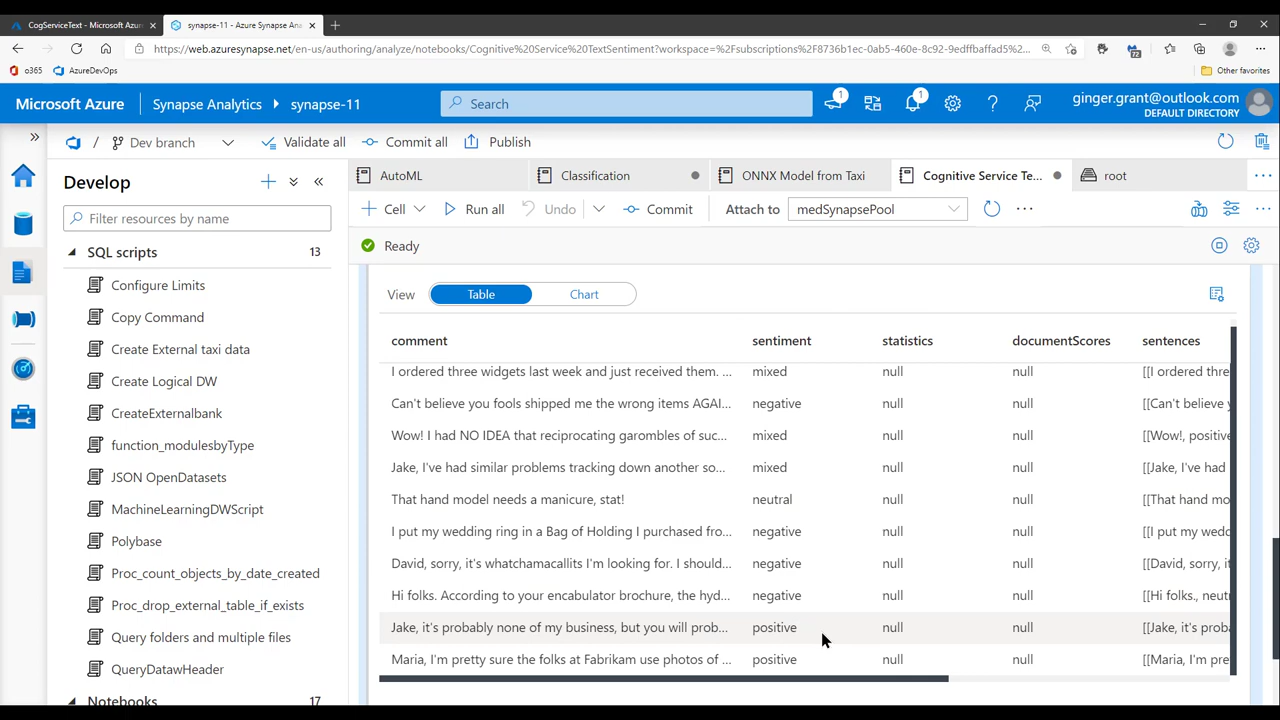 CogServiceText - Microsoft Azur
synapse-11 - Azure Synapse Ana
https://web.azuresynapse.net/en-us/authoring/analyze/notebooks/Cognitive%20Service%20TextSentiment?workspace=%2Fsubscriptions%2F8736b1ec-0ab5-460e-8c92-9edffbaffad5%2...
72
o365
AzureDevOps
Other favorites
Microsoft Azure
Synapse Analytics
synapse-11
Search
1
1
ginger.grant@outlook.com
DEFAULT DIRECTORY
/ Dev branch
Validate all
Commit all
Publish
Develop
AutoML
Classification
ONNX Model from Taxi
Cognitive Service Te...
root
Filter resources by name
Cell
Run all
Undo
Commit
Attach to
medSynapsePool
SQL scripts 13
Ready
Configure Limits
Copy Command
Create External taxi data
Create Logical DW
CreateExternalbank
function_modulesbyType
JSON OpenDatasets
MachineLearningDWScript
Polybase
Proc_count_objects_by_date_created
Proc_drop_external_table_if_exists
Query folders and multiple files
QueryDatawHeader
Notebooks 17
View Table Chart
comment sentiment statistics documentScores sentences
I ordered three widgets last week and just received them. ... mixed null null [[I ordered thre
Can't believe you fools shipped me the wrong items AGAI... negative null null [[Can't believe y
Wow! I had NO IDEA that reciprocating garombles of suc... mixed null null [[Wow!, positive
Jake, I've had similar problems tracking down another so... mixed null null [[Jake, I've had
That hand model needs a manicure, stat! neutral null null [[That hand mo
I put my wedding ring in a Bag of Holding I purchased fro... negative null null [[I put my wedd
David, sorry, it's whatchamacallits I'm looking for. I should... negative null null [[David, sorry, it
Hi folks. According to your encabulator brochure, the hyd... negative null null [[Hi folks., neut
Jake, it's probably none of my business, but you will prob... positive null null [[Jake, it's proba
Maria, I'm pretty sure the folks at Fabrikam use photos of ... positive null null [[Maria, I'm pre